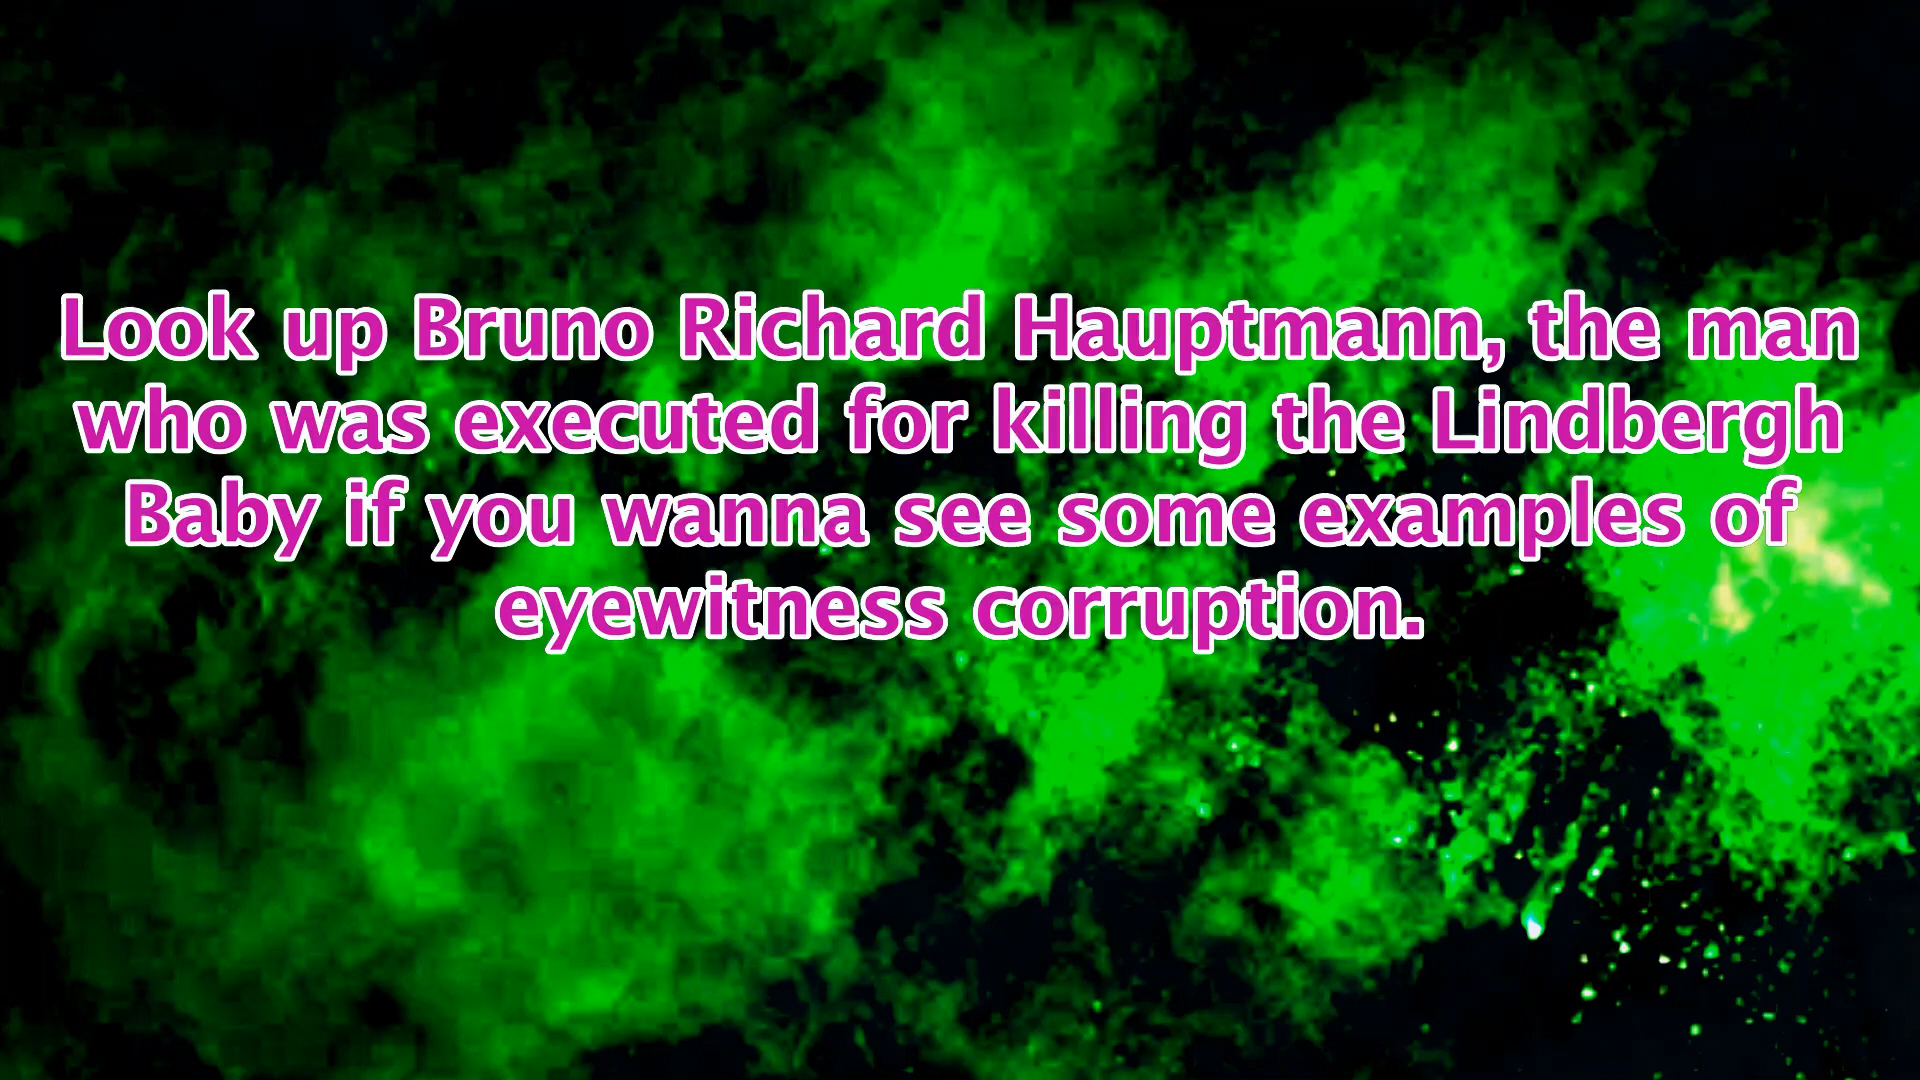 Look up Bruno Richard Hauptmann, the man
who was executed for killing the Lindbergh
Baby if you wanna see some examples of
eyewitness corruption.